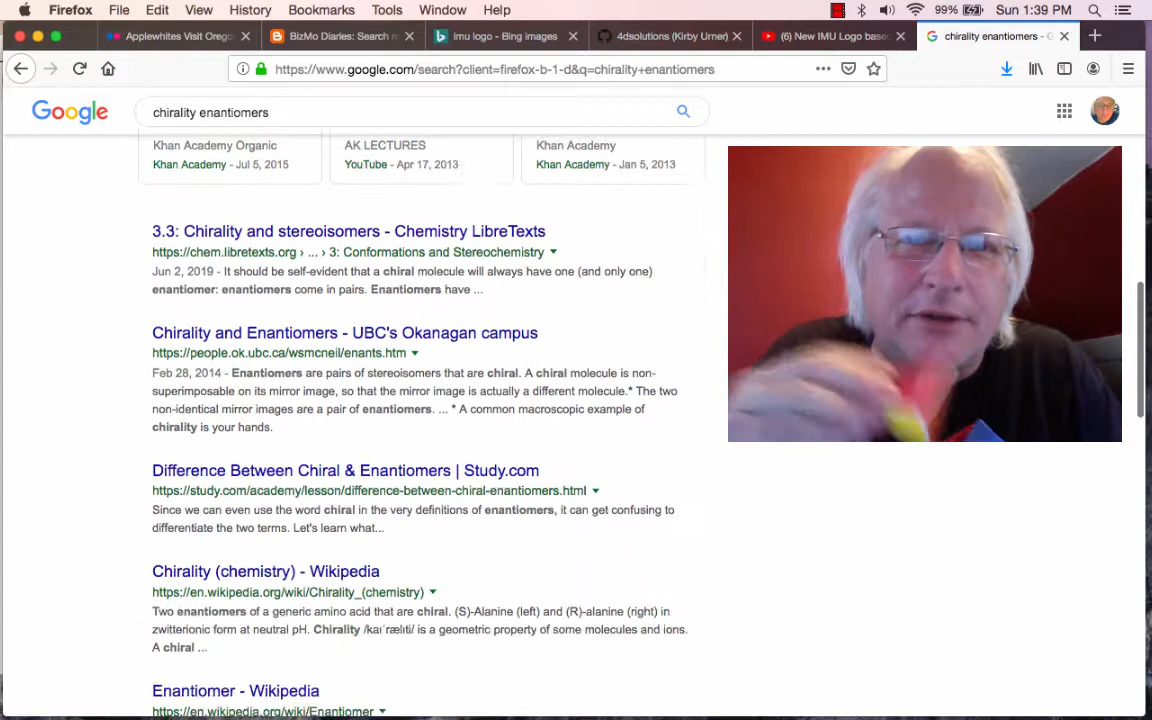 Firefox File Edit View History Bookmarks Tools Window Help 99% Sun 1:39 PM
Applewhites Visit Orego BizMo Diaries: Search m imu logo - Bing images 4dsolutions (Kirby Urner) (6) New IMU Logo base chirality enantiomers - G
https://www.google.com/search?client=firefox-b-1-d&q=chirality+enantiomers
Google chirality enantiomers
Khan Academy Organic AK LECTURES Khan Academy
Khan Academy - Jul 5, 2015 YouTube - Apr 17, 2013 Khan Academy - Jan 5, 2013
3.3: Chirality and stereoisomers - Chemistry LibreTexts
https://chem.libretexts.org › ... › 3: Conformations and Stereochemistry
Jun 2, 2019 - It should be self-evident that a chiral molecule will always have one (and only one)
enantiomer: enantiomers come in pairs. Enantiomers have ...
Chirality and Enantiomers - UBC's Okanagan campus
https://people.ok.ubc.ca/wsmcneil/enants.htm
Feb 28, 2014 - Enantiomers are pairs of stereoisomers that are chiral. A chiral molecule is non-
superimposable on its mirror image, so that the mirror image is actually a different molecule.* The two
non-identical mirror images are a pair of enantiomers. ... * A common macroscopic example of
chirality is your hands.
Difference Between Chiral & Enantiomers | Study.com
https://study.com/academy/lesson/difference-between-chiral-enantiomers.html
Since we can even use the word chiral in the very definitions of enantiomers, it can get confusing to
differentiate the two terms. Let's learn what...
Chirality (chemistry) - Wikipedia
https://en.wikipedia.org/wiki/Chirality_(chemistry)
Two enantiomers of a generic amino acid that are chiral. (S)-Alanine (left) and (R)-alanine (right) in
zwitterionic form at neutral pH. Chirality /kaɪˈrælɪti/ is a geometric property of some molecules and ions.
A chiral ...
Enantiomer - Wikipedia
https://en.wikipedia.org/wiki/Enantiomer